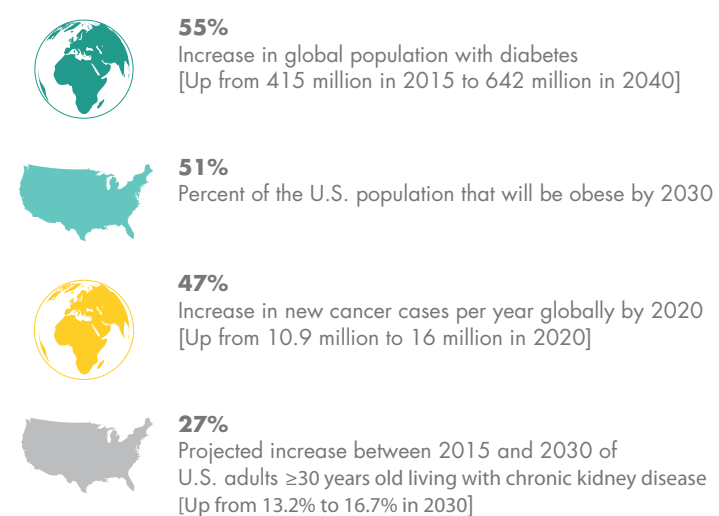 55%
Increase in global population with diabetes
[Up from 415 million in 2015 to 642 million in 2040]
51%
Percent of the U.S. population that will be obese by 2030
47%
Increase in new cancer cases per year globally by 2020
[Up from 10.9 million to 16 million in 2020]
27%
Projected increase between 2015 and 2030 of
U.S. adults ≥30 years old living with chronic kidney disease
[Up from 13.2% to 16.7% in 2030]